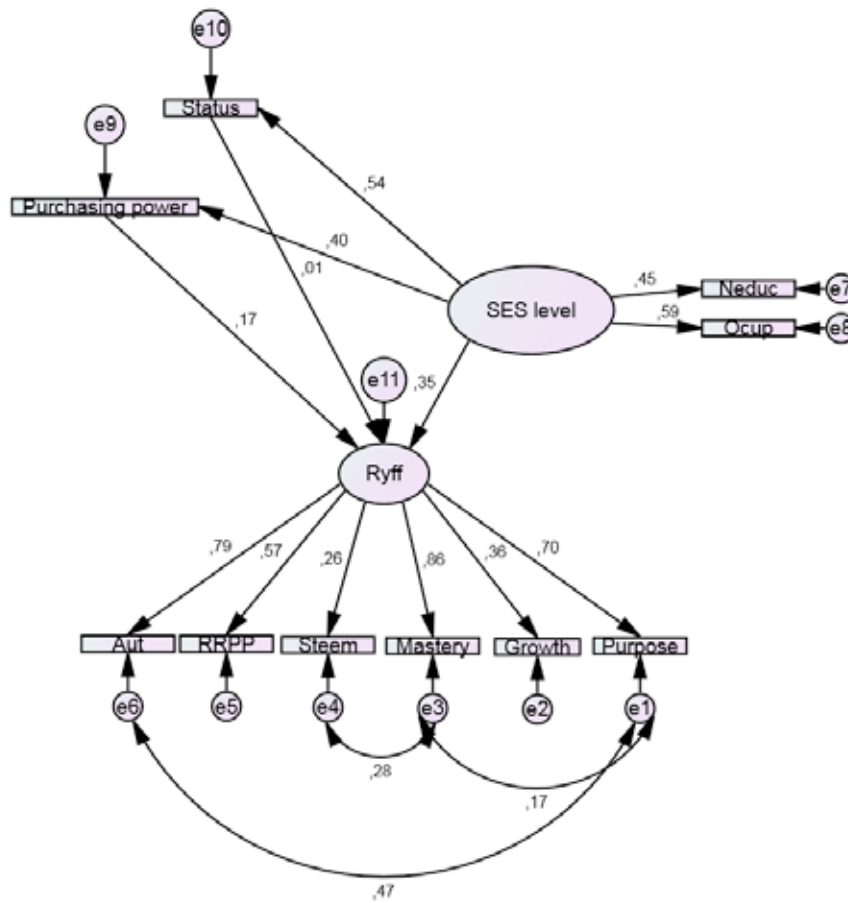 e10
Status
e9
Purchasing power
,54
,40
,01
SES level
,45
Neduc
e7
,59
Ocup
e8
,17
e11
,35
Ryff
,79
,57
,26
,86
,36
,70
Aut
RRPP
Steem
Mastery
Growth
Purpose
e6
e5
e4
e3
e2
e1
,28
,17
,47